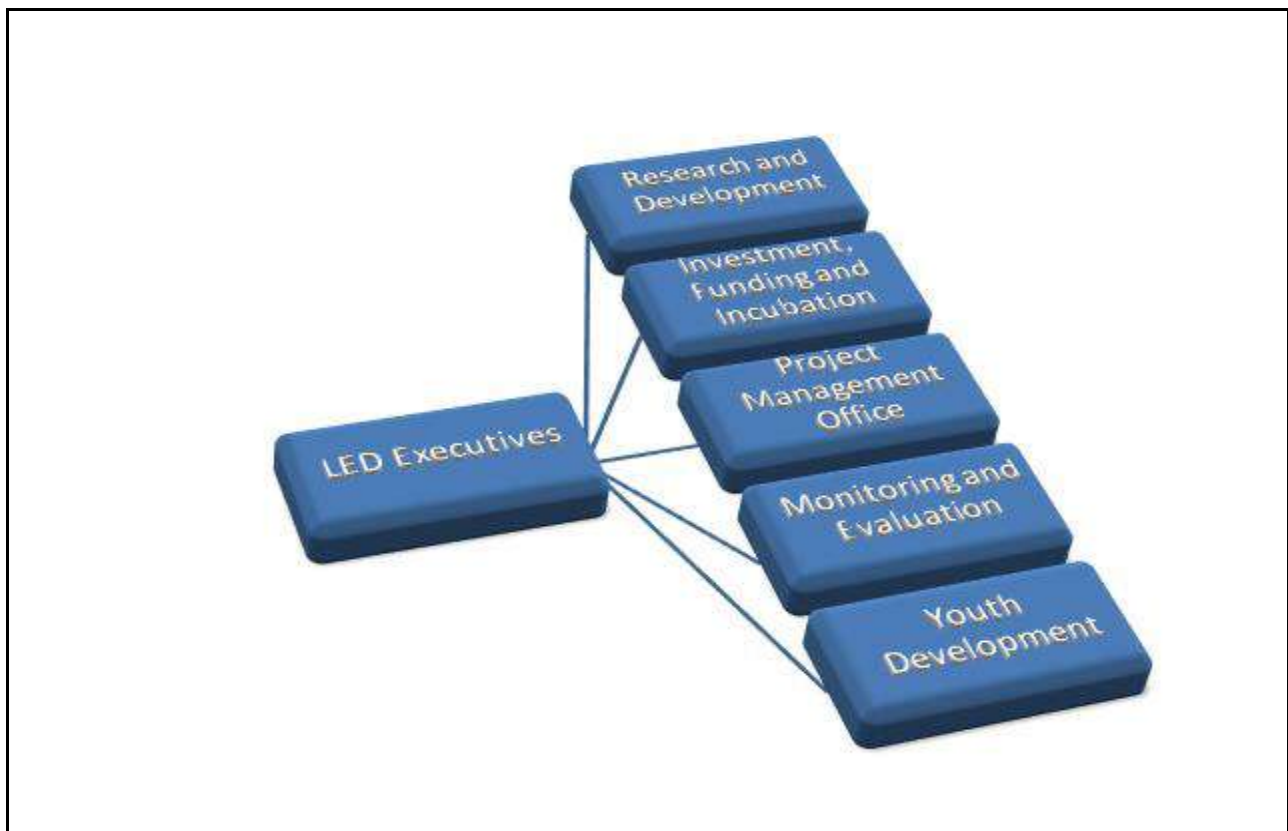 Research and
Development
Investment,
Funding and
Incubation
Project
Management
Office
LED Executives
Monitoring and
Evaluation
Youth
Development